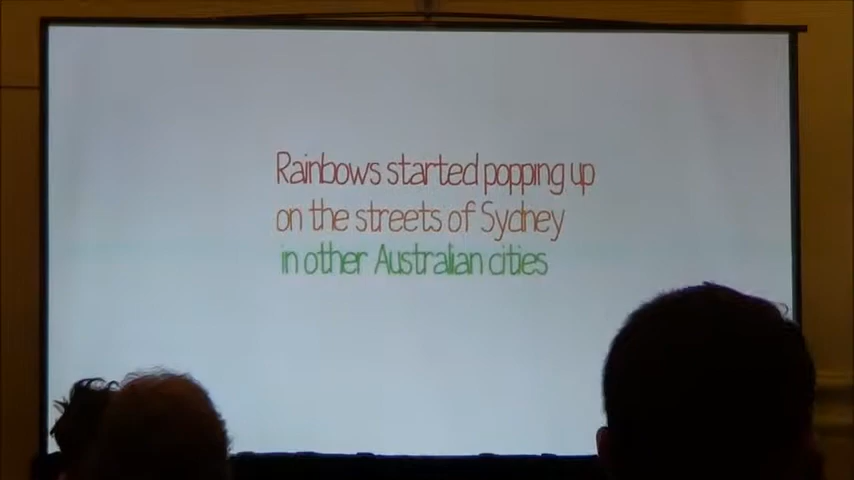 Rainbows started popping up
on the streets of Sydney
in other Australian cities